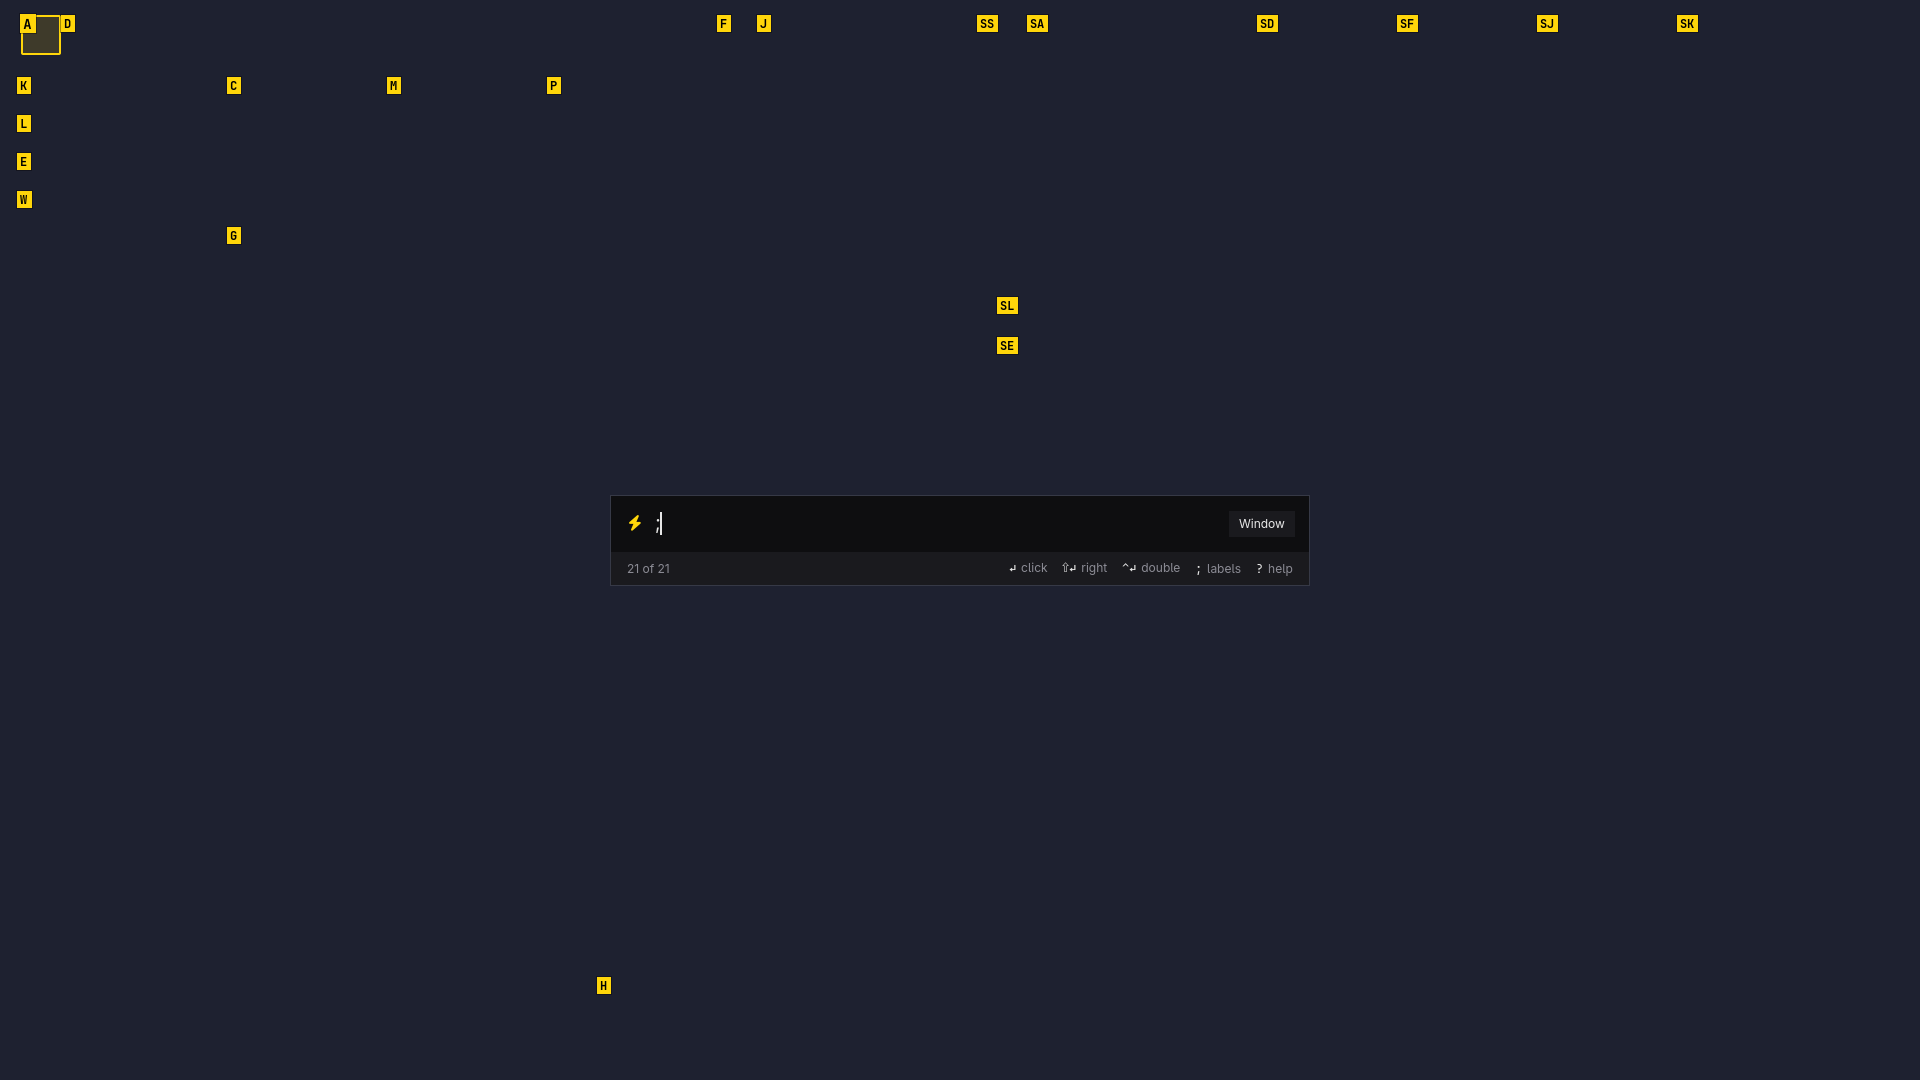 A D F J SS SA SD SF SJ SK
K C M P
L
E
W
G
SL
SE
; Window
21 of 21 ↵ click ⇧↵ right ^↵ double ; labels ? help
H